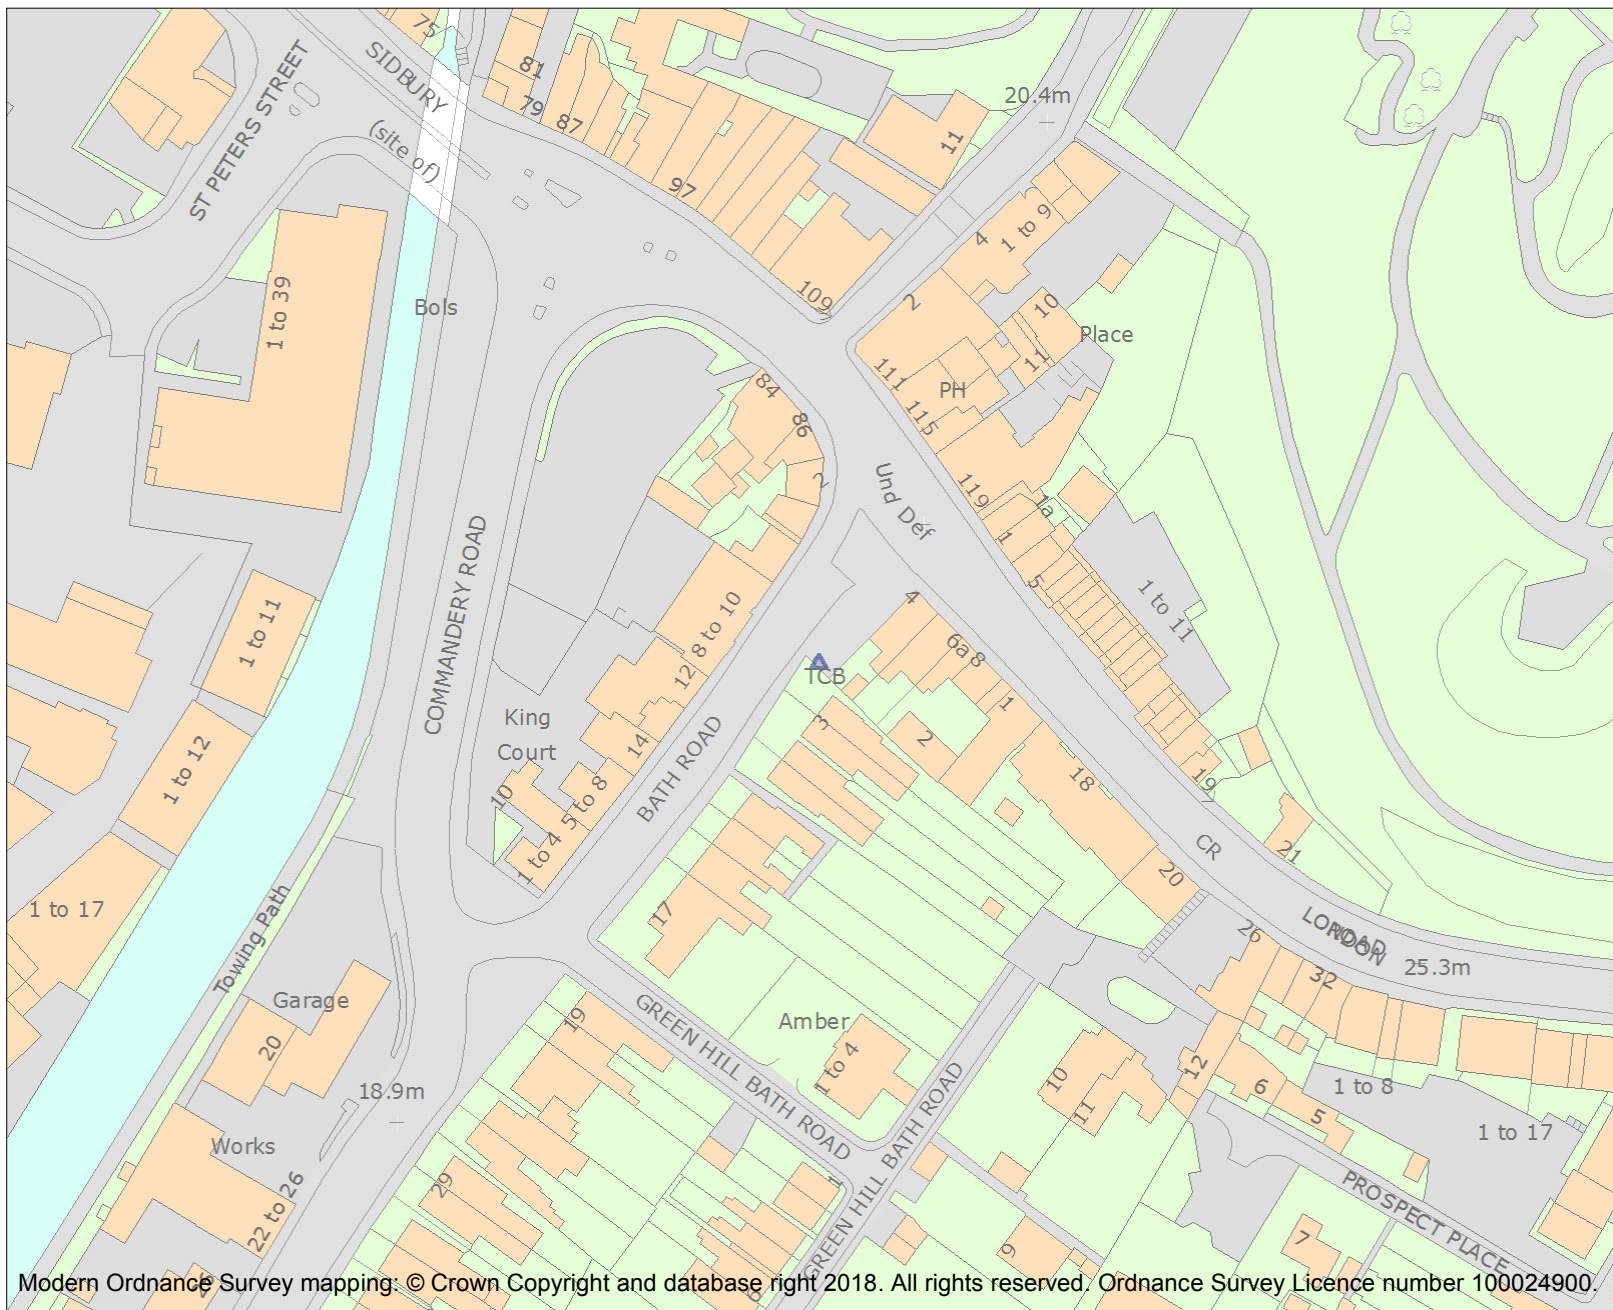 75
SIDBURY
(site of)
ST PETERS STREET
81
79
87
97
109
11
20.4m
1 to 9
4
2
10
11
Place
111
PH
115
119
1a
1
5
1 to 11
1 to 39
Bols
84
86
2
Und Def
COMMANDERY ROAD
1 to 11
1 to 12
8 to 10
12
14
King
Court
10
5 to 8
1 to 4
BATH ROAD
TCB
4
6a
8
1
2
3
18
19
20
21
CR
LONDON
ROAD
25.3m
26
32
17
1 to 17
Towing Path
Garage
20
18.9m
Works
22 to 26
19
29
GREEN HILL BATH ROAD
Amber
1 to 4
GREEN HILL BATH ROAD
1
10
11
12
6
5
1 to 8
1 to 17
PROSPECT PLACE
7
9
Modern Ordnance Survey mapping: © Crown Copyright and database right 2018. All rights reserved. Ordnance Survey Licence number 100024900.